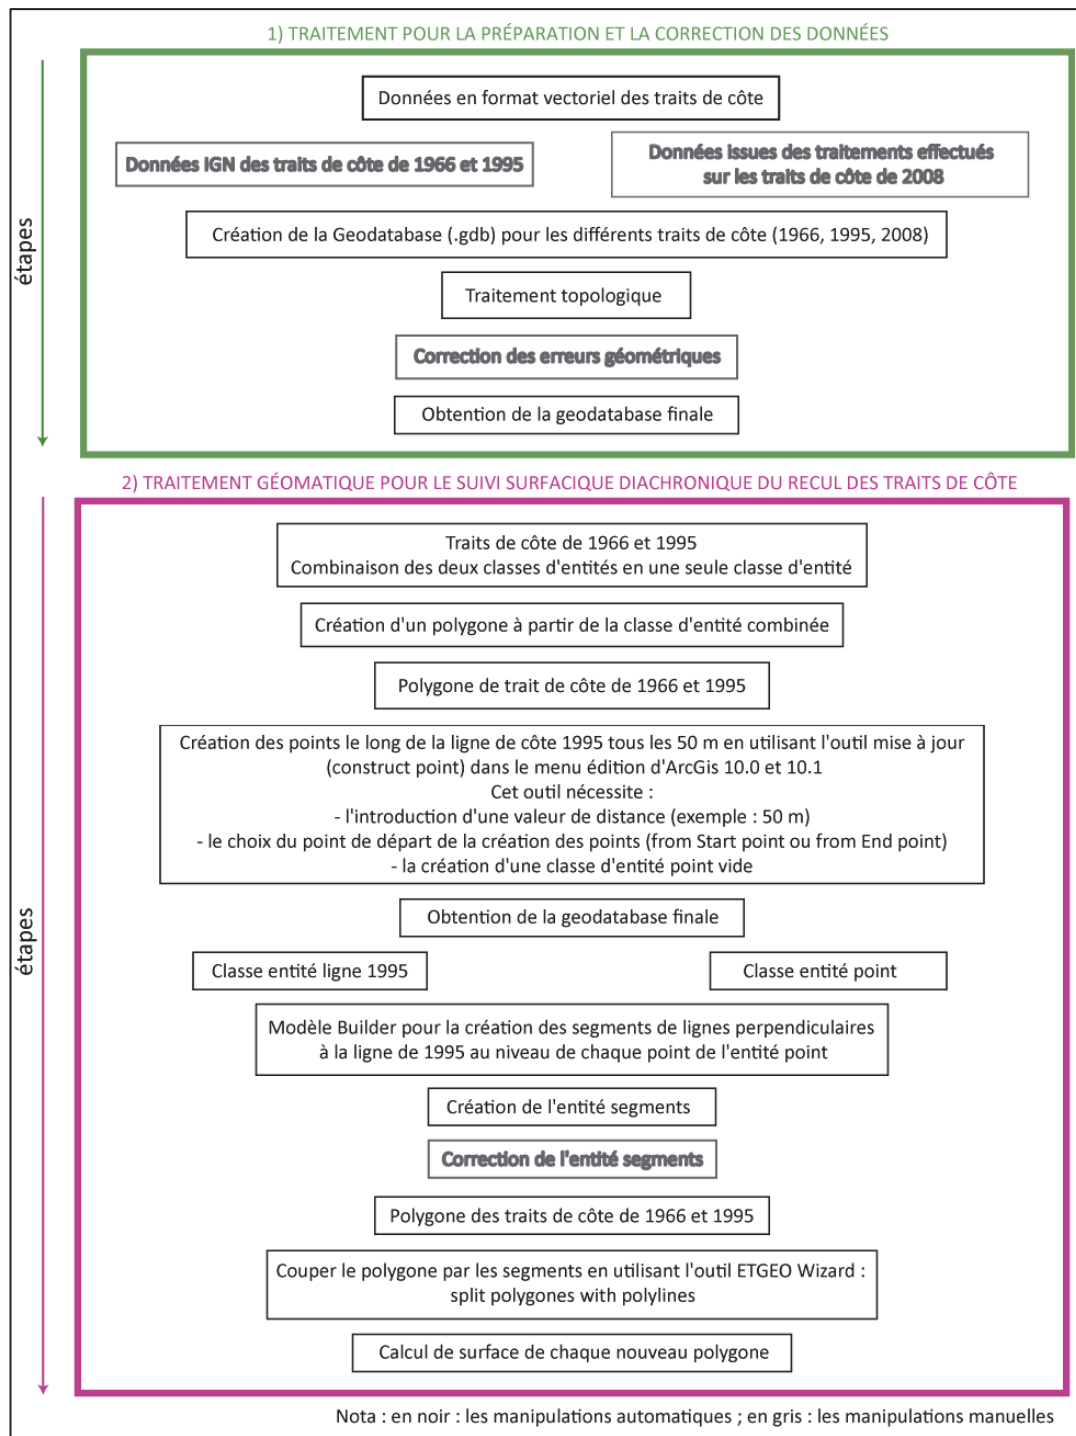 1) TRAITEMENT POUR LA PRÉPARATION ET LA CORRECTION DES DONNÉES
étapes
Données en format vectoriel des traits de côte
Données IGN des traits de côte de 1966 et 1995
Données issues des traitements effectués
sur les traits de côte de 2008
Création de la Geodatabase (.gdb) pour les différents traits de côte (1966, 1995, 2008)
Traitement topologique
Correction des erreurs géométriques
Obtention de la geodatabase finale
2) TRAITEMENT GÉOMATIQUE POUR LE SUIVI SURFACIQUE DIACHRONIQUE DU RECUL DES TRAITS DE CÔTE
étapes
Traits de côte de 1966 et 1995
Combinaison des deux classes d'entités en une seule classe d'entité
Création d'un polygone à partir de la classe d'entité combinée
Polygone de trait de côte de 1966 et 1995
Création des points le long de la ligne de côte 1995 tous les 50 m en utilisant l'outil mise à jour
(construct point) dans le menu édition d'ArcGis 10.0 et 10.1
Cet outil nécessite :
- l'introduction d'une valeur de distance (exemple : 50 m)
- le choix du point de départ de la création des points (from Start point ou from End point)
- la création d'une classe d'entité point vide
Obtention de la geodatabase finale
Classe entité ligne 1995
Classe entité point
Modèle Builder pour la création des segments de lignes perpendiculaires
à la ligne de 1995 au niveau de chaque point de l'entité point
Création de l'entité segments
Correction de l'entité segments
Polygone des traits de côte de 1966 et 1995
Couper le polygone par les segments en utilisant l'outil ETGEO Wizard :
split polygones with polylines
Calcul de surface de chaque nouveau polygone
Nota : en noir : les manipulations automatiques ; en gris : les manipulations manuelles